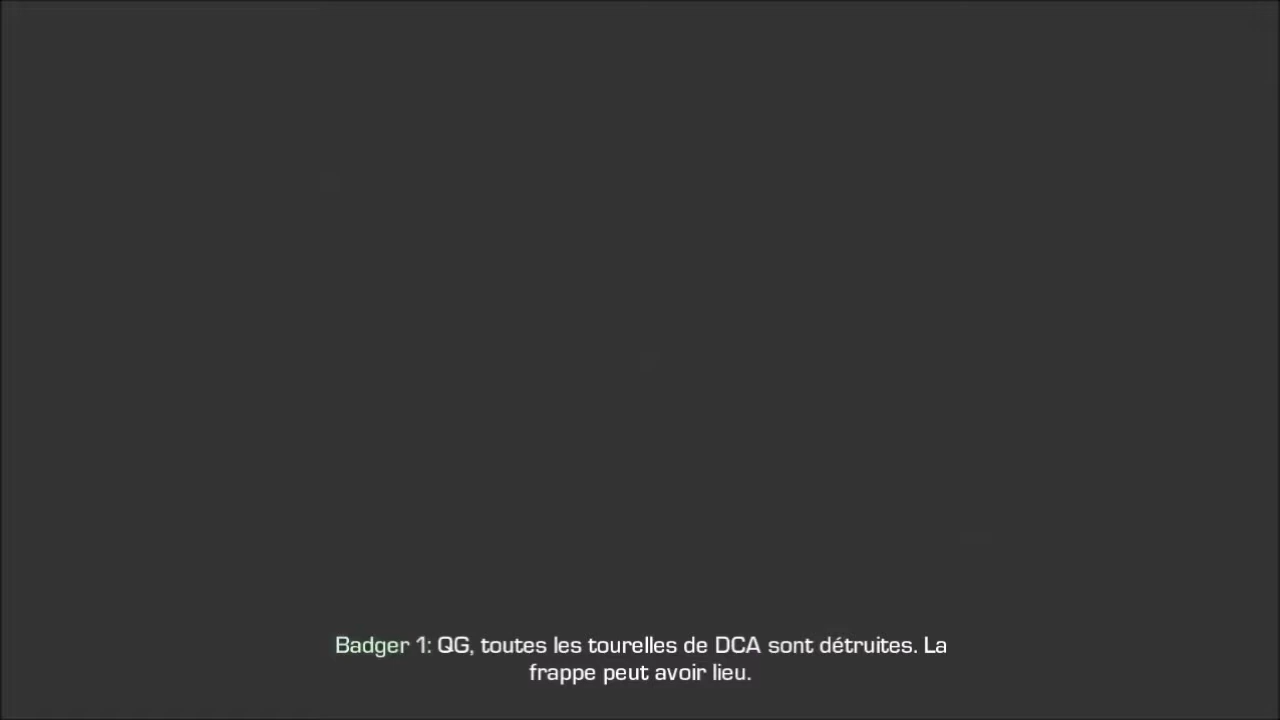 Badger 1: QG, toutes les tourelles de DCA sont détruites. La
frappe peut avoir lieu.